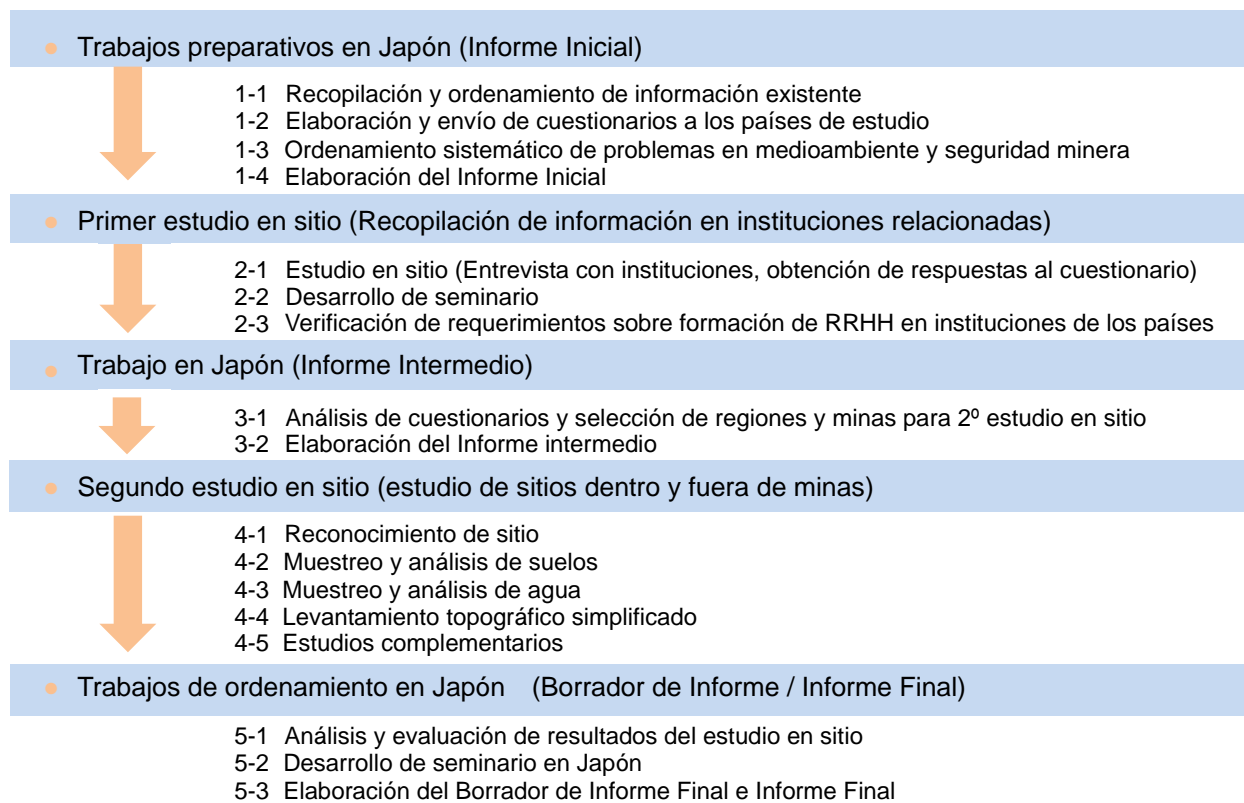 ● Trabajos preparativos en Japón (Informe Inicial)
1-1 Recopilación y ordenamiento de información existente
1-2 Elaboración y envío de cuestionarios a los países de estudio
1-3 Ordenamiento sistemático de problemas en medioambiente y seguridad minera
1-4 Elaboración del Informe Inicial
● Primer estudio en sitio (Recopilación de información en instituciones relacionadas)
2-1 Estudio en sitio (Entrevista con instituciones, obtención de respuestas al cuestionario)
2-2 Desarrollo de seminario
2-3 Verificación de requerimientos sobre formación de RRHH en instituciones de los países
● Trabajo en Japón (Informe Intermedio)
3-1 Análisis de cuestionarios y selección de regiones y minas para 2º estudio en sitio
3-2 Elaboración del Informe intermedio
● Segundo estudio en sitio (estudio de sitios dentro y fuera de minas)
4-1 Reconocimiento de sitio
4-2 Muestreo y análisis de suelos
4-3 Muestreo y análisis de agua
4-4 Levantamiento topográfico simplificado
4-5 Estudios complementarios
● Trabajos de ordenamiento en Japón (Borrador de Informe / Informe Final)
5-1 Análisis y evaluación de resultados del estudio en sitio
5-2 Desarrollo de seminario en Japón
5-3 Elaboración del Borrador de Informe Final e Informe Final